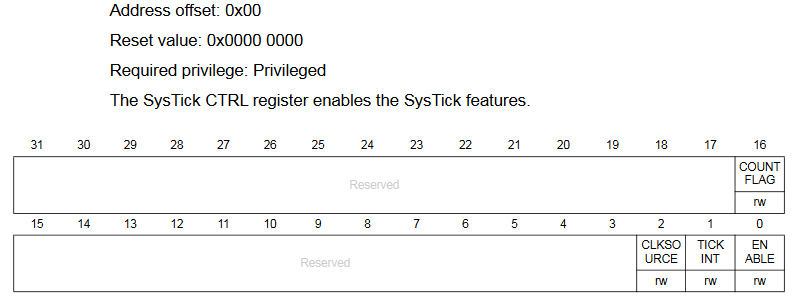 Address offset: 0x00
Reset value: 0x0000 0000
Required privilege: Privileged
The SysTick CTRL register enables the SysTick features.
31 30 29 28 27 26 25 24 23 22 21 20 19 18 17 16
Reserved
COUNT
FLAG
rw
15 14 13 12 11 10 9 8 7 6 5 4 3 2 1 0
Reserved
CLKSO
URCE
TICK
INT
EN
ABLE
rw rw rw